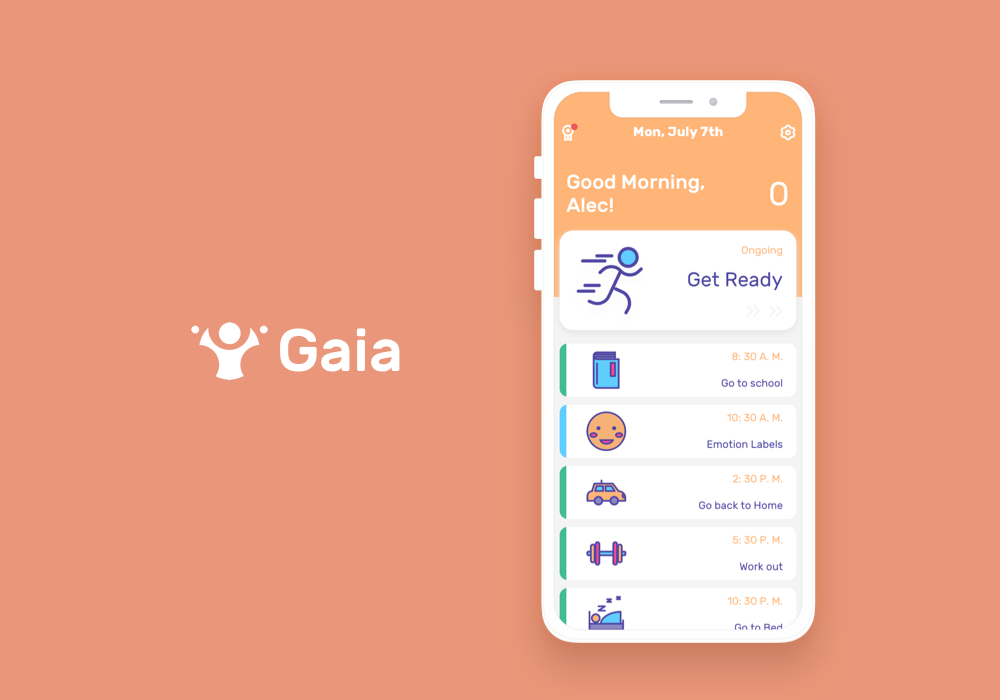 Gaia
Mon, July 7th
Good Morning,
Alec!
0
Ongoing
Get Ready
8: 30 A. M.
Go to school
10: 30 A. M.
Emotion Labels
2: 30 P. M.
Go back to Home
5: 30 P. M.
Work out
z z z
10: 30 P. M.
Go to Bed